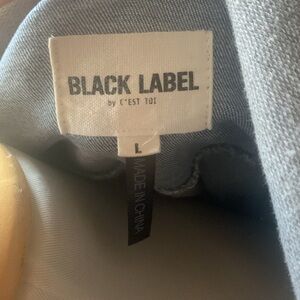 BLACK LABEL
by C'EST TOI
L
MADE IN CHINA